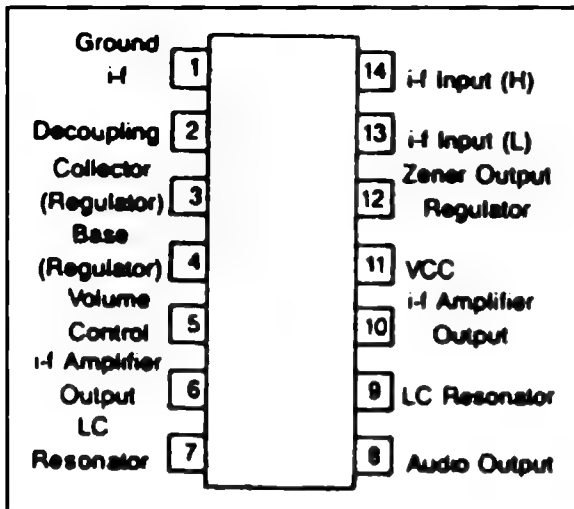 Ground
i-f
1
Decoupling
2
Collector
(Regulator)
3
Base
(Regulator)
4
Volume
Control
5
i-f Amplifier
Output
6
LC
Resonator
7
14
i-f Input (H)
13
i-f Input (L)
Zener Output
12
Regulator
11
VCC
i-f Amplifier
10
Output
9
LC Resonator
8
Audio Output